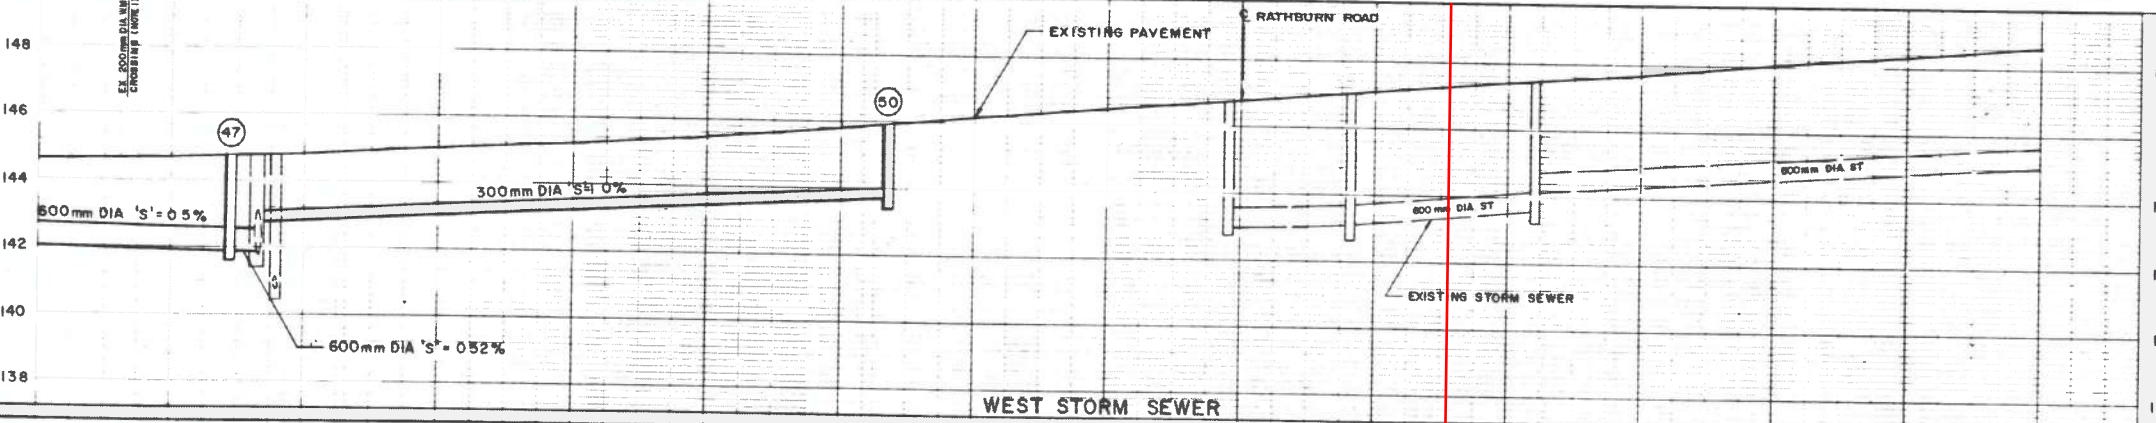 EX. 200mm DIA. WM
CROSSING (NOTE 1)
148
146
144
142
140
138
47
50
EXISTING PAVEMENT
℄ RATHBURN ROAD
300mm DIA 'S'=1 0%
600mm DIA 'S'=0.5%
600mm DIA 'S'= 0.52%
600 mm DIA ST
600mm DIA ST
EXISTING STORM SEWER
WEST STORM SEWER